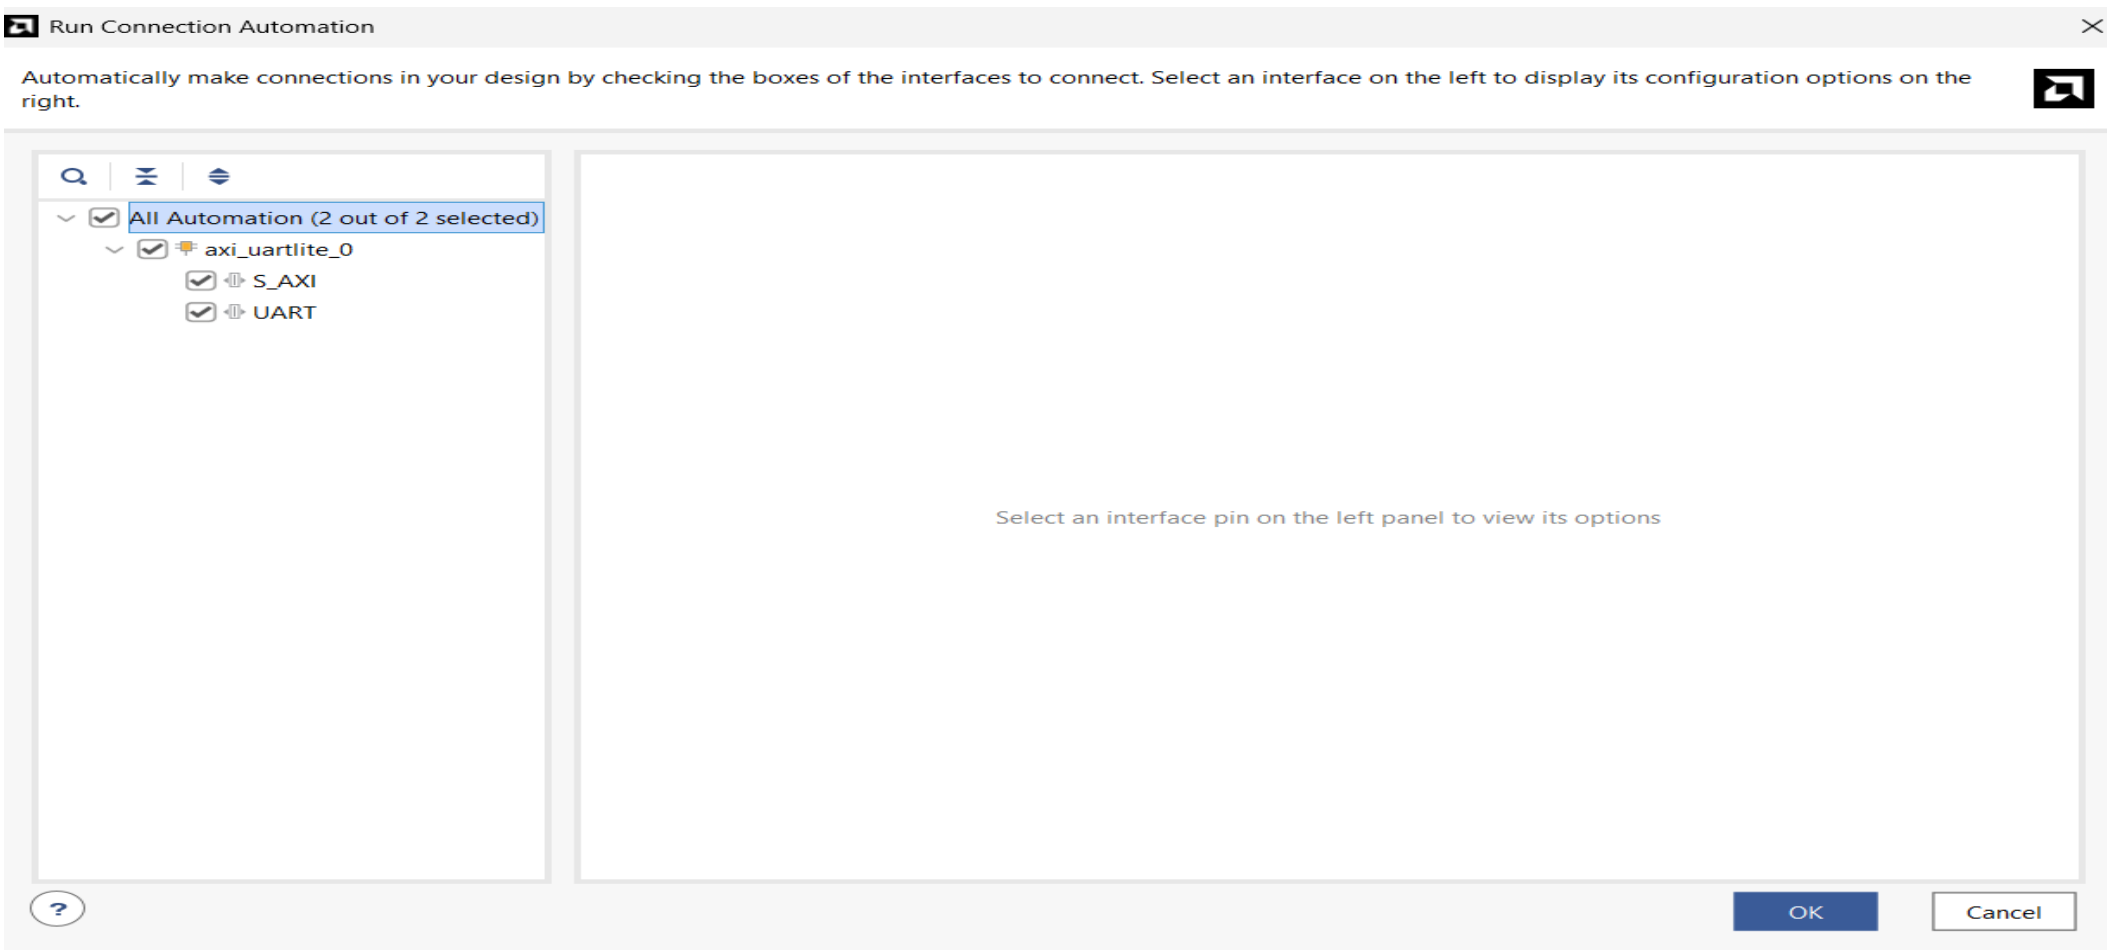 Run Connection Automation
Automatically make connections in your design by checking the boxes of the interfaces to connect. Select an interface on the left to display its configuration options on the
right.
All Automation (2 out of 2 selected)
axi_uartlite_0
S_AXI
UART
Select an interface pin on the left panel to view its options
?
OK
Cancel